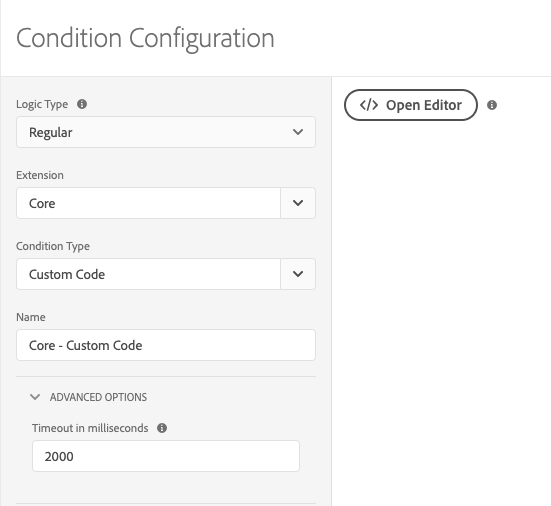 Condition Configuration
Logic Type
Regular
</> Open Editor
Extension
Core
Condition Type
Custom Code
Name
Core - Custom Code
ADVANCED OPTIONS
Timeout in milliseconds
2000